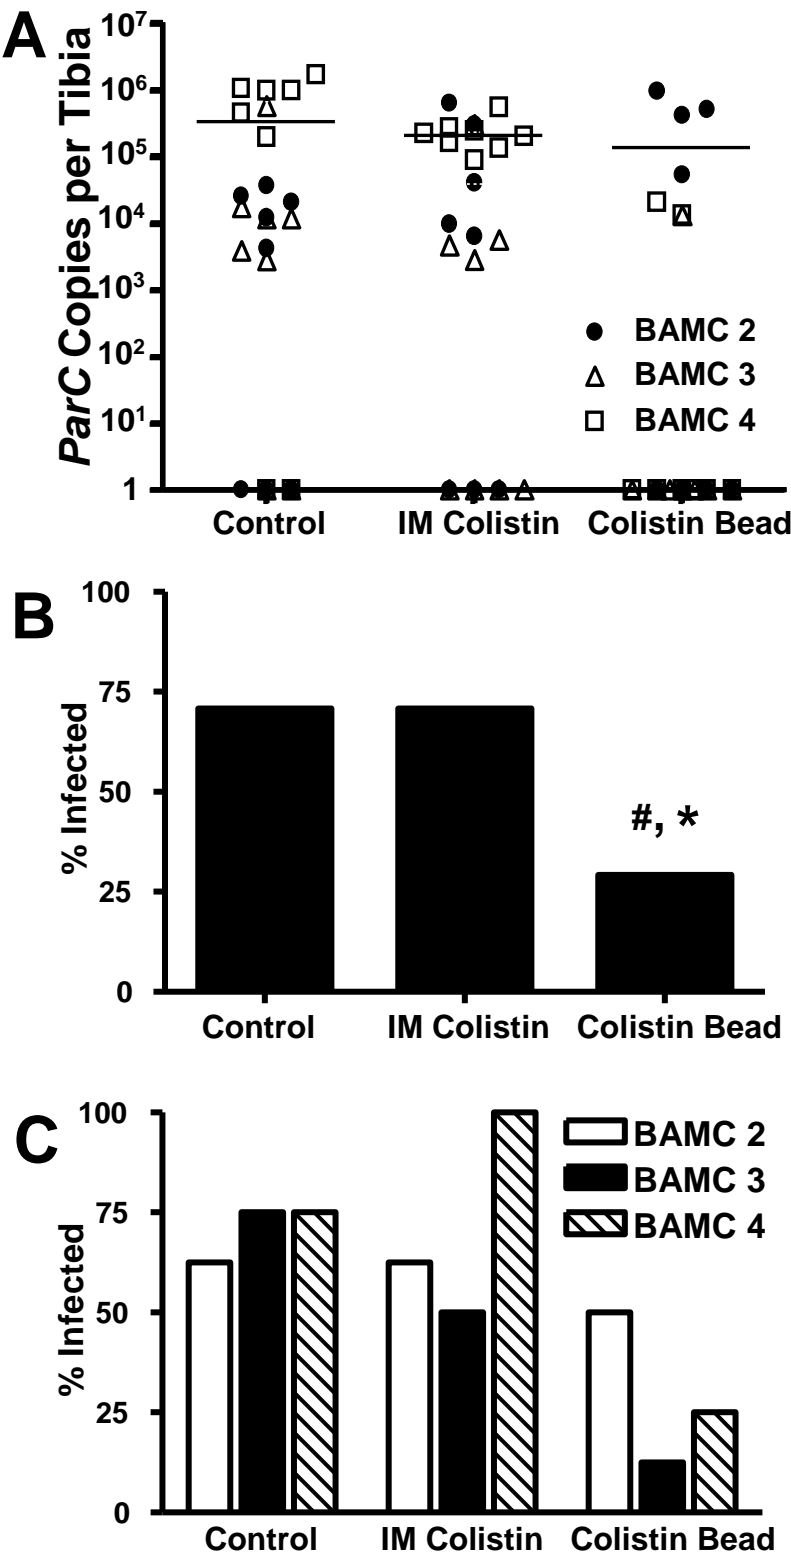 A
ParC Copies per Tibia
10⁷
10⁶
10⁵
10⁴
10³
10²
10¹
1
BAMC 2
BAMC 3
BAMC 4
Control IM Colistin Colistin Bead
B
% Infected
100
75
50
25
0
#, *
Control IM Colistin Colistin Bead
C
% Infected
100
75
50
25
0
BAMC 2
BAMC 3
BAMC 4
Control IM Colistin Colistin Bead